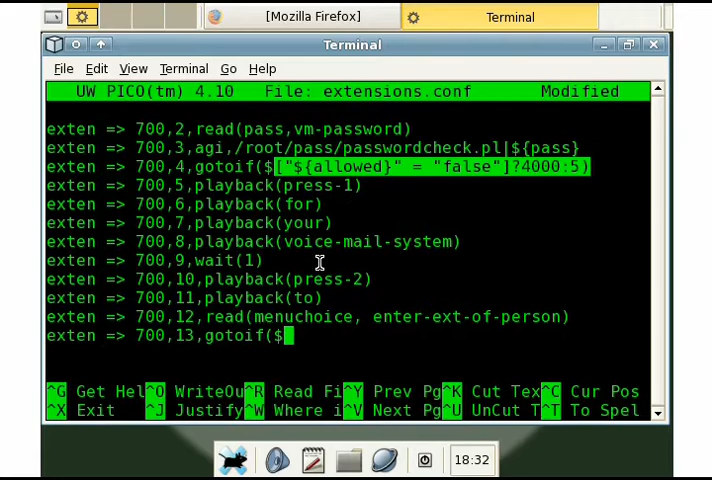 [Mozilla Firefox]
Terminal
Terminal
File Edit View Terminal Go Help
UW PICO(tm) 4.10 File: extensions.conf Modified
exten => 700,2,read(pass,vm-password)
exten => 700,3,agi,/root/pass/passwordcheck.pl|${pass}
exten => 700,4,gotoif($["${allowed}" = "false"]?4000:5)
exten => 700,5,playback(press-1)
exten => 700,6,playback(for)
exten => 700,7,playback(your)
exten => 700,8,playback(voice-mail-system)
exten => 700,9,wait(1)
exten => 700,10,playback(press-2)
exten => 700,11,playback(to)
exten => 700,12,read(menuchoice, enter-ext-of-person)
exten => 700,13,gotoif($
^G Get Hel^O WriteOu^R Read Fi^Y Prev Pg^K Cut Tex^C Cur Pos
^X Exit ^J Justify^W Where i^V Next Pg^U UnCut T^T To Spel
18:32